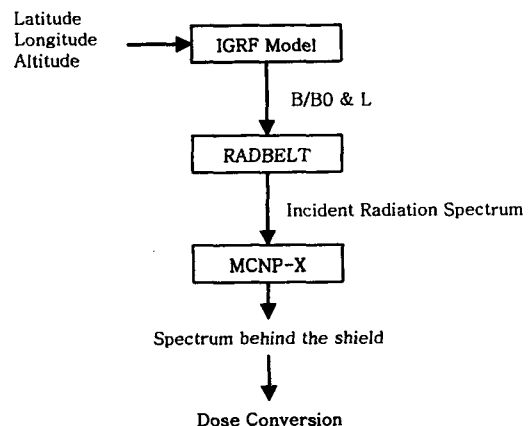 Latitude
Longitude
Altitude
IGRF Model
B/B0 & L
RADBELT
Incident Radiation Spectrum
MCNP-X
Spectrum behind the shield
Dose Conversion